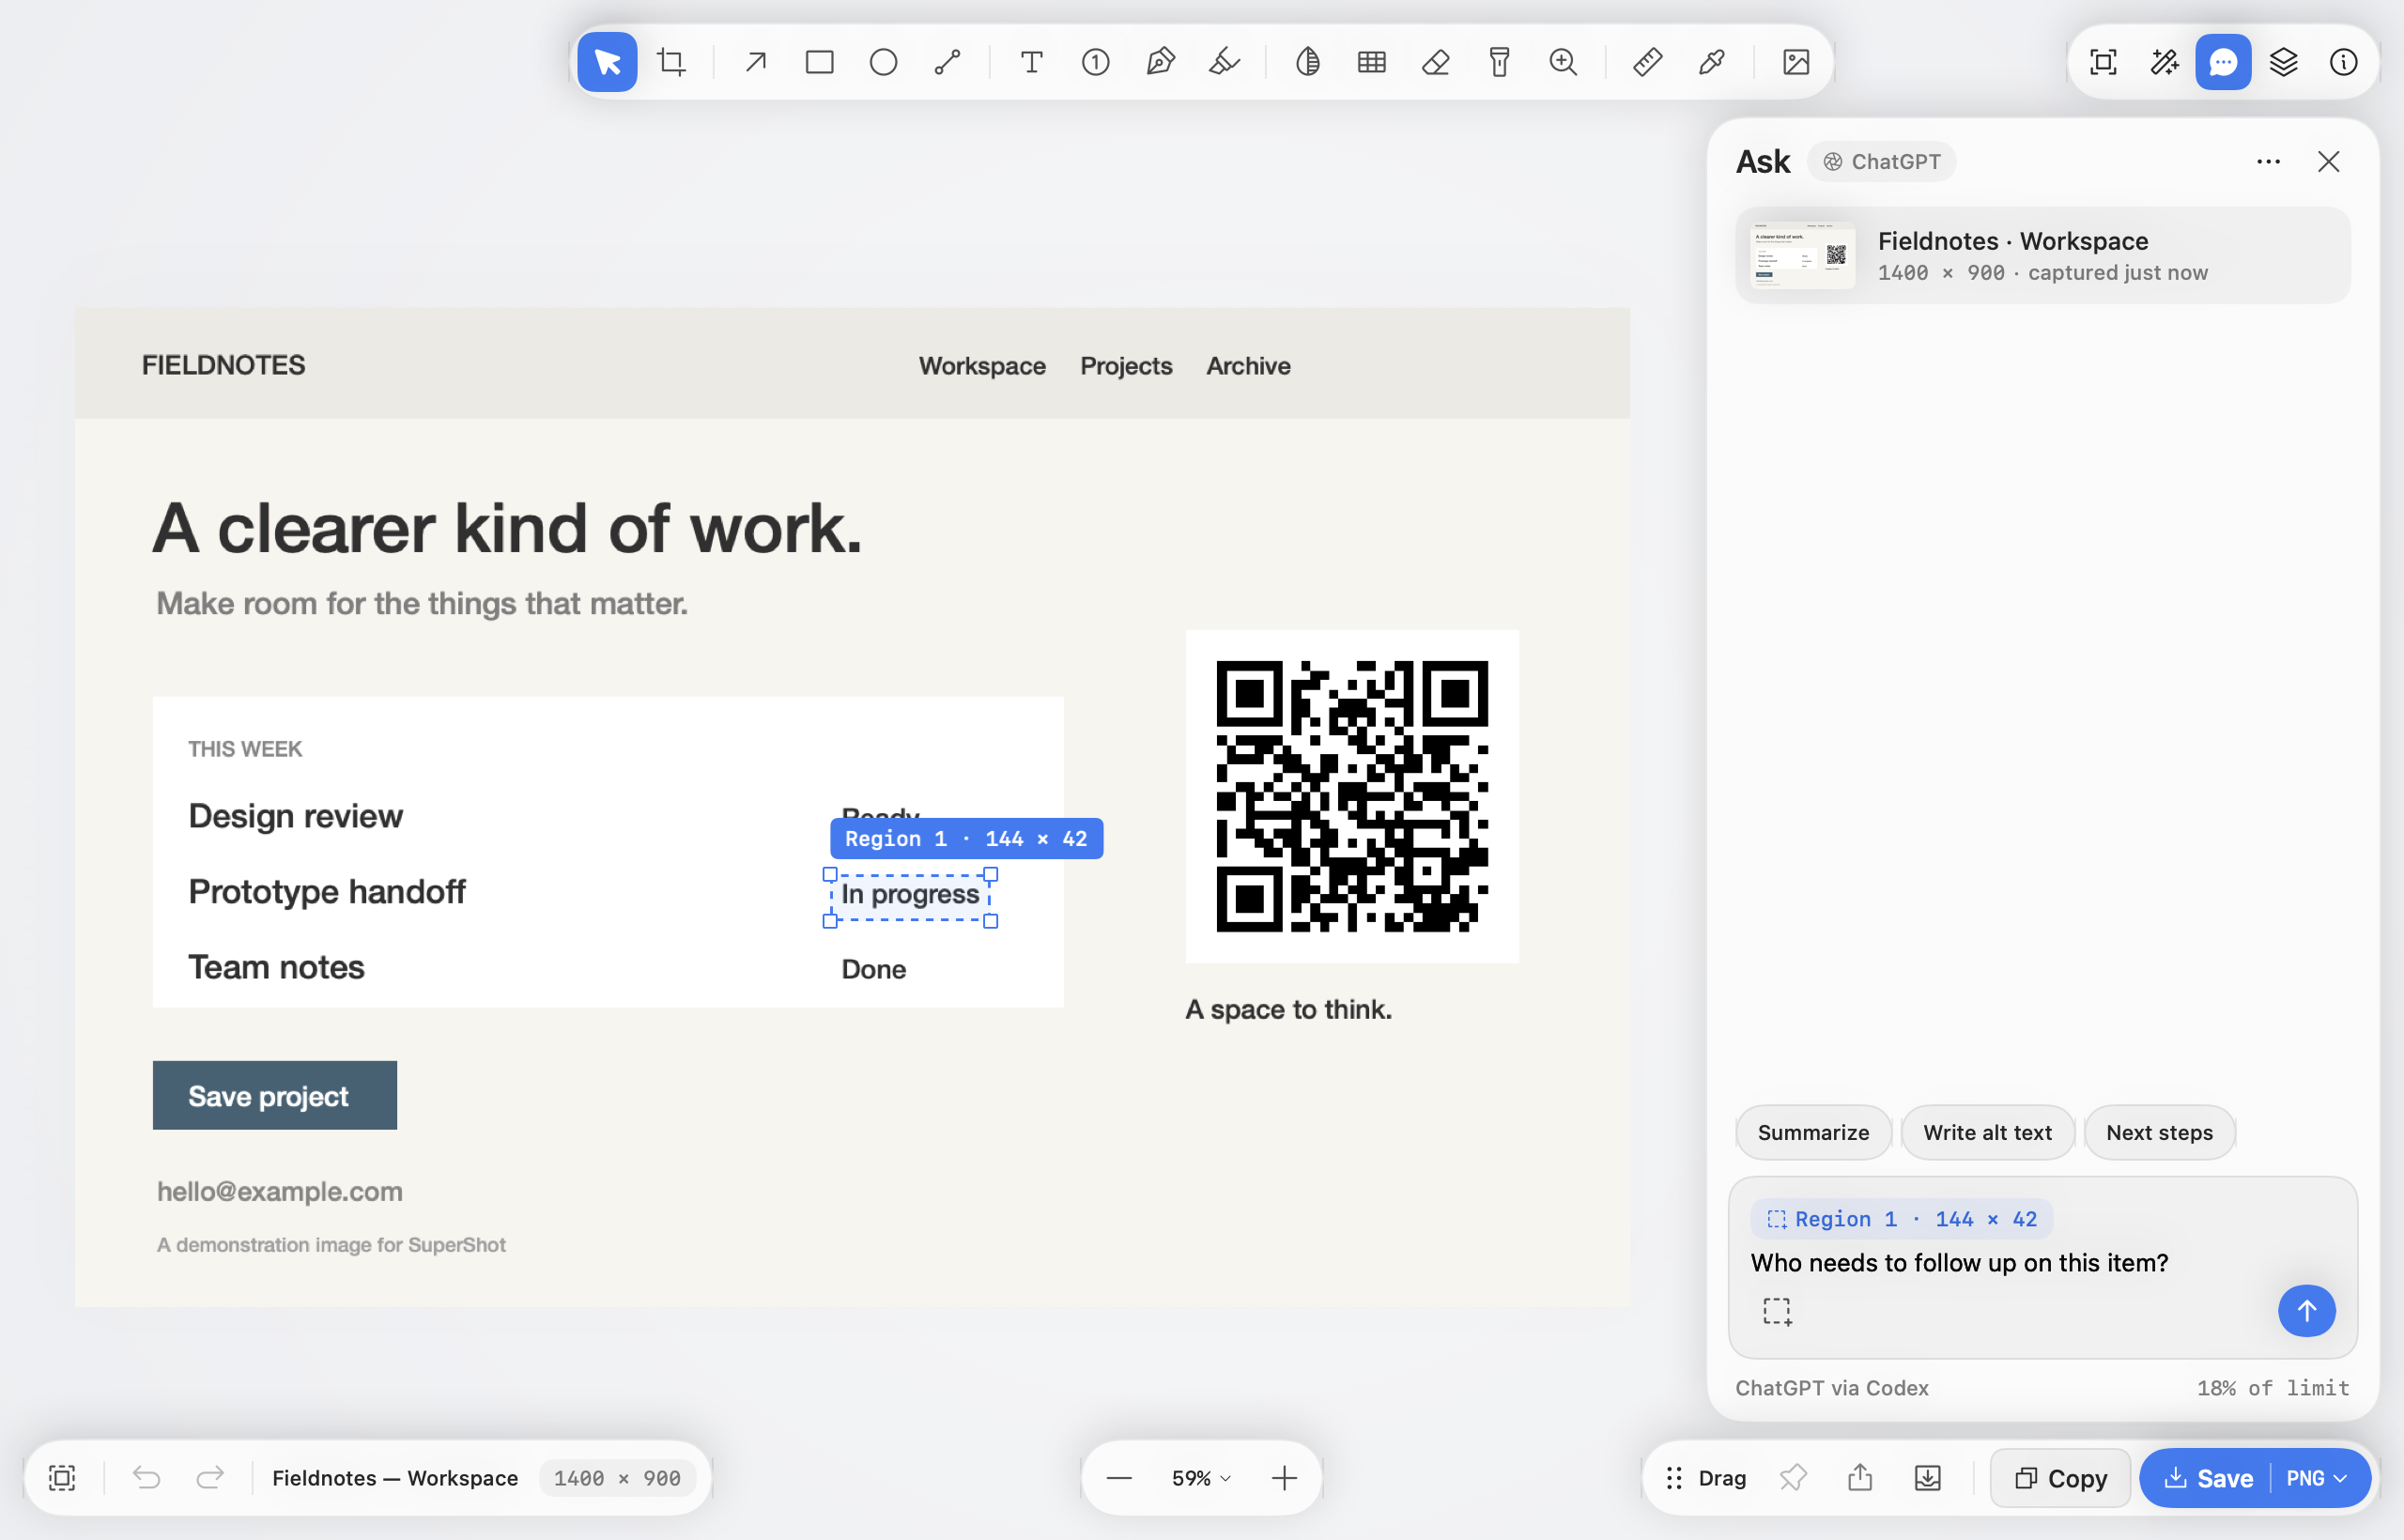 Ask
ChatGPT
Fieldnotes · Workspace
1400 × 900 · captured just now
FIELDNOTES
Workspace Projects Archive
A clearer kind of work.
Make room for the things that matter.
THIS WEEK
Design review
Ready
Region 1 · 144 × 42
Prototype handoff
In progress
Team notes
Done
A space to think.
Save project
hello@example.com
A demonstration image for SuperShot
Summarize
Write alt text
Next steps
Region 1 · 144 × 42
Who needs to follow up on this item?
ChatGPT via Codex
18% of limit
Fieldnotes — Workspace
1400 × 900
59%
Drag
Copy
Save
PNG